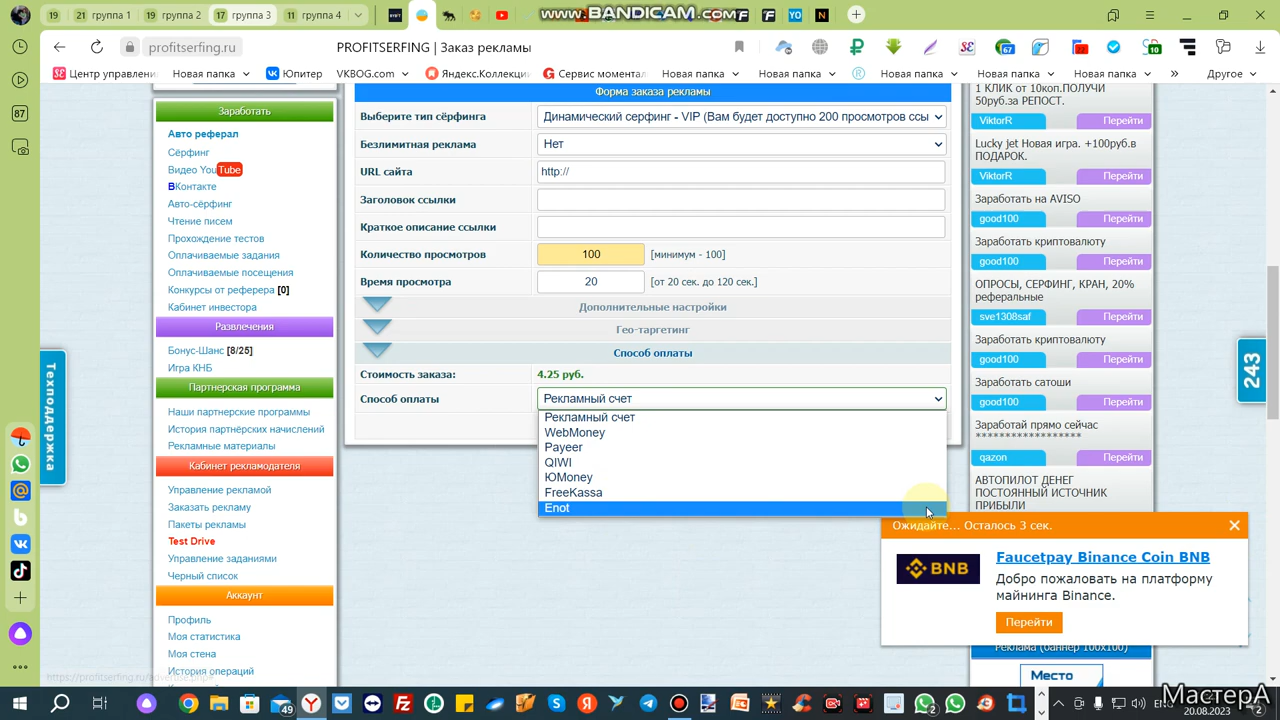 19
группа 1
21
группа 2
17
группа 3
11
группа 4
www.BANDICAM.com
profitserfing.ru
PROFITSERFING | Заказ рекламы
Центр управлени
Новая папка
Юпитер
VKBOG.com
Яндекс.Коллекци
Сервис момента
Новая папка
Новая папка
Новая папка
Новая папка
Новая папка
»
Другое
Заработать
Авто реферал
Сёрфинг
Видео YouTube
ВКонтакте
Авто-сёрфинг
Чтение писем
Прохождение тестов
Оплачиваемые задания
Оплачиваемые посещения
Конкурсы от реферера [0]
Кабинет инвестора
Развлечения
Бонус-Шанс [8/25]
Игра КНБ
Партнерская программа
Наши партнерские программы
История партнёрских начислений
Рекламные материалы
Кабинет рекламодателя
Управление рекламой
Заказать рекламу
Пакеты рекламы
Test Drive
Управление заданиями
Черный список
Аккаунт
Профиль
Моя статистика
Моя стена
История операций
https://profitserfing.ru/advertise.php#
Техподдержка
Форма заказа рекламы
Выберите тип сёрфинга
Динамический серфинг - VIP (Вам будет доступно 200 просмотров ссы
Безлимитная реклама
Нет
URL сайта
http://
Заголовок ссылки
Краткое описание ссылки
Количество просмотров
100
[минимум - 100]
Время просмотра
20
[от 20 сек. до 120 сек.]
Дополнительные настройки
Гео-таргетинг
Способ оплаты
Стоимость заказа:
4.25 руб.
Способ оплаты
Рекламный счет
Рекламный счет
WebMoney
Payeer
QIWI
ЮMoney
FreeKassa
Enot
1 КЛИК от 10коп.ПОЛУЧИ
50руб.за РЕПОСТ.
ViktorR
Перейти
Lucky jet Новая игра. +100руб.в
ПОДАРОК.
ViktorR
Перейти
Заработать на AVISO
good100
Перейти
Заработать криптовалюту
good100
Перейти
ОПРОСЫ, СЕРФИНГ, КРАН, 20%
реферальные
sve1308saf
Перейти
Заработать криптовалюту
good100
Перейти
Заработать сатоши
good100
Перейти
Заработай прямо сейчас
******************
qazon
Перейти
АВТОПИЛОТ ДЕНЕГ
ПОСТОЯННЫЙ ИСТОЧНИК
ПРИБЫЛИ
243
Ожидайте... Осталось 3 сек.
BNB
Faucetpay Binance Coin BNB
Добро пожаловать на платформу
майнинга Binance.
Перейти
Реклама (баннер 100x100)
Место
МастерА
ENG
20.08.2023